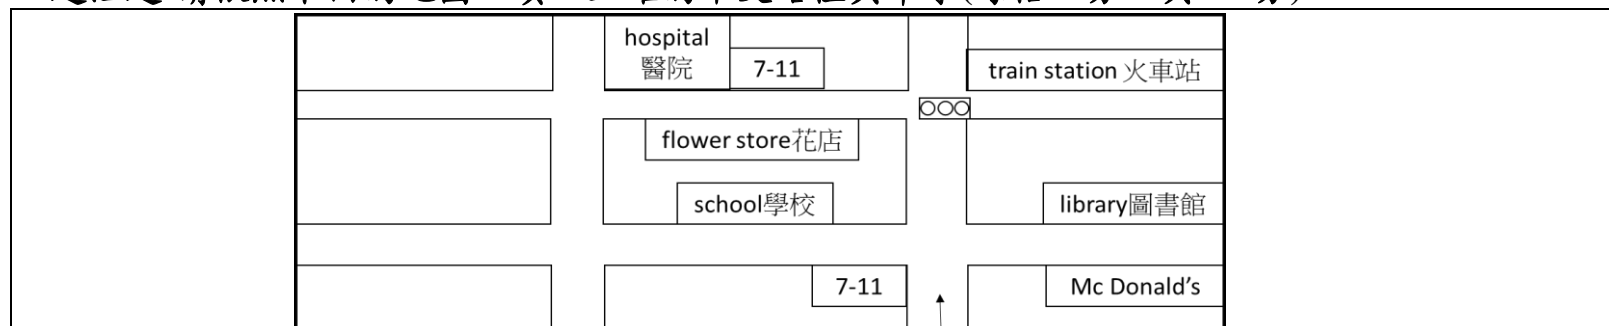 hospital
醫院
7-11
train station 火車站
flower store花店
school學校
library圖書館
7-11
Mc Donald's